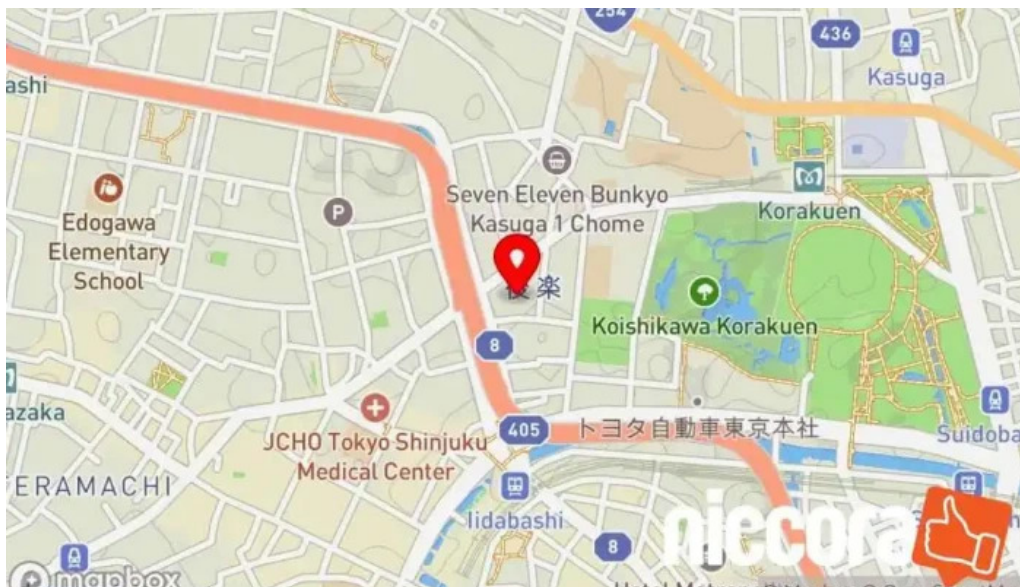 254
436
Kasuga
ashi
Seven Eleven Bunkyo
Kasuga 1 Chome
P
Edogawa
Elementary
School
Korakuen
後楽
Koishikawa Korakuen
8
azaka
405
トヨタ自動車東京本社
JCHO Tokyo Shinjuku
Medical Center
Suidoba
ERAMACHI
Iidabashi
8
niecora
mapbox